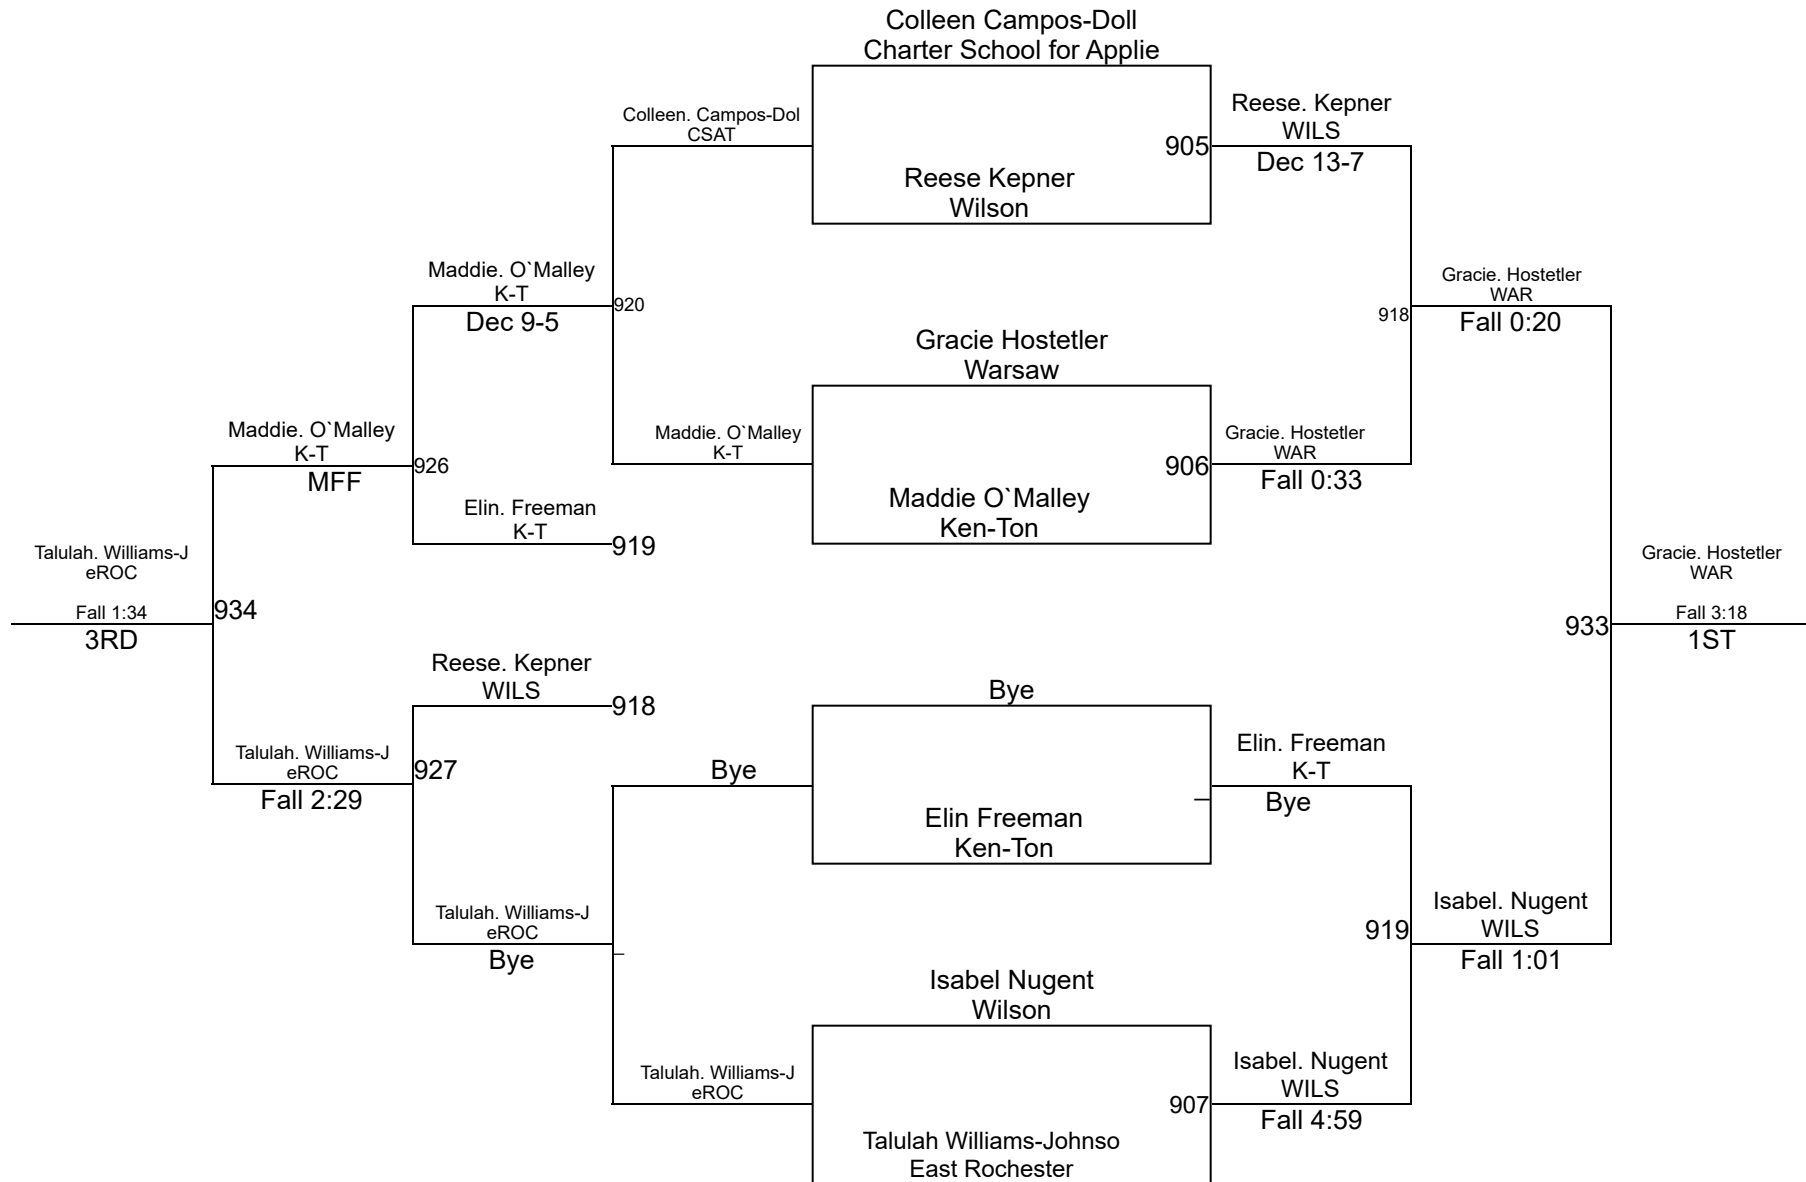 Colleen Campos-Doll
Charter School for Applie
Colleen. Campos-Dol
CSAT
905
Reese. Kepner
WILS
Dec 13-7
Reese Kepner
Wilson
Maddie. O`Malley
K-T
Dec 9-5
920
Gracie Hostetler
Warsaw
918
Gracie. Hostetler
WAR
Fall 0:20
Maddie. O`Malley
K-T
MFF
926
Maddie. O`Malley
K-T
906
Gracie. Hostetler
WAR
Fall 0:33
Maddie O`Malley
Ken-Ton
Elin. Freeman
K-T
919
Talulah. Williams-J
eROC
Fall 1:34
3RD
934
933
Gracie. Hostetler
WAR
Fall 3:18
1ST
Reese. Kepner
WILS
918
Bye
Talulah. Williams-J
eROC
Fall 2:29
927
Bye
Elin. Freeman
K-T
Bye
Elin Freeman
Ken-Ton
Talulah. Williams-J
eROC
Bye
919
Isabel. Nugent
WILS
Fall 1:01
Isabel Nugent
Wilson
Talulah. Williams-J
eROC
907
Isabel. Nugent
WILS
Fall 4:59
Talulah Williams-Johnso
East Rochester